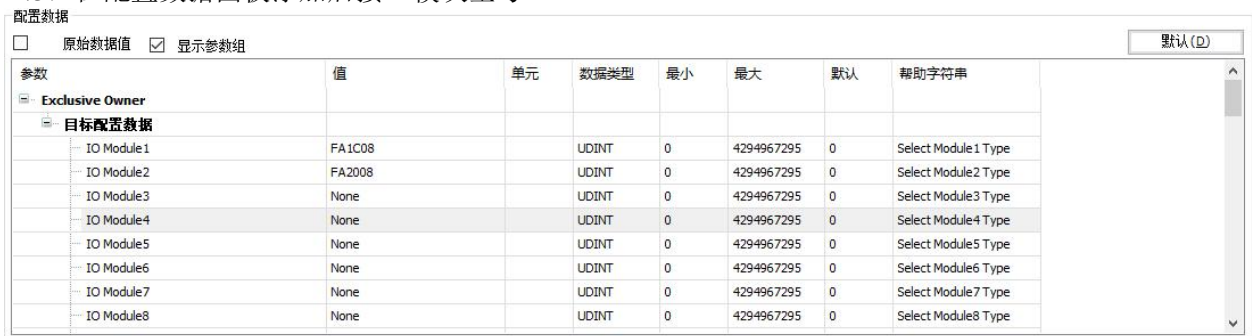 配置数据
原始数据值 显示参数组 默认(D)
参数 值 单元 数据类型 最小 最大 默认 帮助字符串
Exclusive Owner
目标配置数据
IO Module1 FA1C08 UDINT 0 4294967295 0 Select Module1 Type
IO Module2 FA2008 UDINT 0 4294967295 0 Select Module2 Type
IO Module3 None UDINT 0 4294967295 0 Select Module3 Type
IO Module4 None UDINT 0 4294967295 0 Select Module4 Type
IO Module5 None UDINT 0 4294967295 0 Select Module5 Type
IO Module6 None UDINT 0 4294967295 0 Select Module6 Type
IO Module7 None UDINT 0 4294967295 0 Select Module7 Type
IO Module8 None UDINT 0 4294967295 0 Select Module8 Type